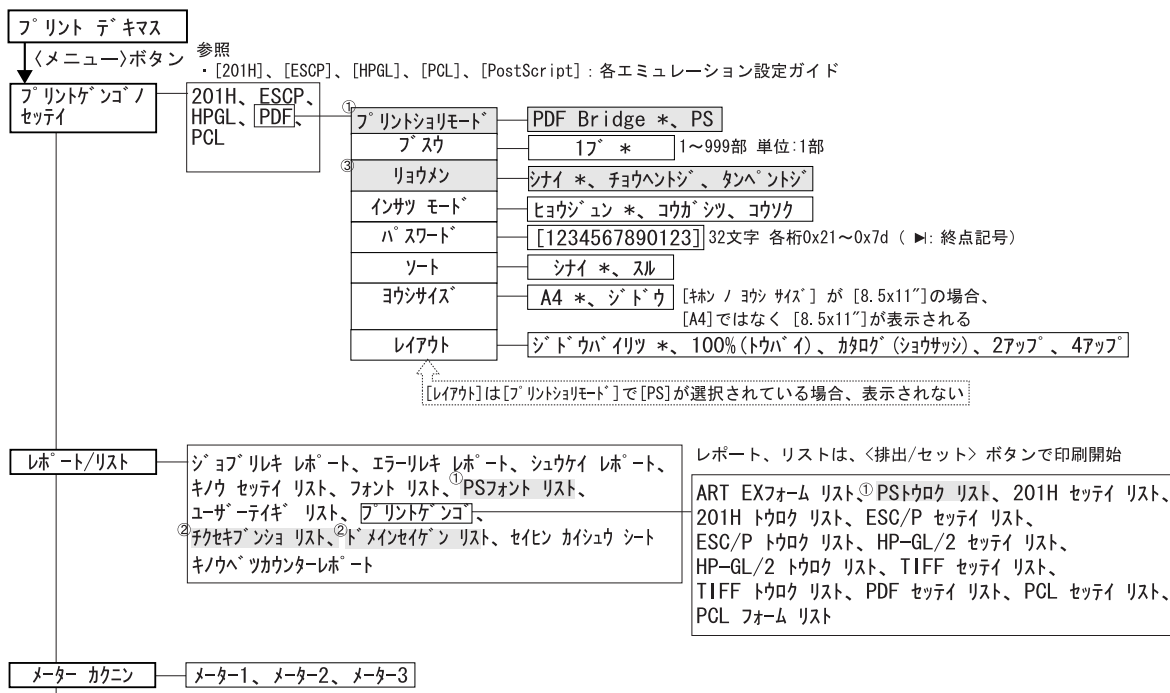 プリント デキマス
〈メニュー〉ボタン
参照
・[201H]、[ESCP]、[HPGL]、[PCL]、[PostScript]：各エミュレーション設定ガイド
プリントゲンゴノ
セッテイ
201H、ESCP、
HPGL、PDF、
PCL
①
プリントショリモード
PDF Bridge *、PS
ブスウ
1ブ *
1～999部 単位：1部
③
リョウメン
シナイ *、チョウヘントジ、タンペントジ
インサツ モード
ヒョウジュン *、コウガシツ、コウソク
パスワード
[1234567890123]
32文字 各桁0x21～0x7d（ ▶|: 終点記号）
ソート
シナイ *、スル
ヨウシサイズ
A4 *、ジドウ
[キホン ノ ヨウシ サイズ] が [8.5x11″]の場合、
[A4]ではなく [8.5x11″]が表示される
レイアウト
ジドウバイリツ *、100%(トウバイ)、カタログ(ショウサッシ)、2アップ、4アップ
[レイアウト]は[プリントショリモード]で[PS]が選択されている場合、表示されない
レポート/リスト
ジョブリレキ レポート、エラーリレキ レポート、シュウケイ レポート、
キノウ セッテイ リスト、フォント リスト、①PSフォント リスト、
ユーザーテイギ リスト、プリントゲンゴ、
②チクセキブンショ リスト、②ドメインセイゲン リスト、セイヒン カイシュウ シート
キノウベツカウンターレポート
レポート、リストは、〈排出/セット〉ボタンで印刷開始
ART EXフォーム リスト、①PSトウロク リスト、201H セッテイ リスト、
201H トウロク リスト、ESC/P セッテイ リスト、
ESC/P トウロク リスト、HP-GL/2 セッテイ リスト、
HP-GL/2 トウロク リスト、TIFF セッテイ リスト、
TIFF トウロク リスト、PDF セッテイ リスト、PCL セッテイ リスト、
PCL フォーム リスト
メーター カクニン
メーター1、メーター2、メーター3